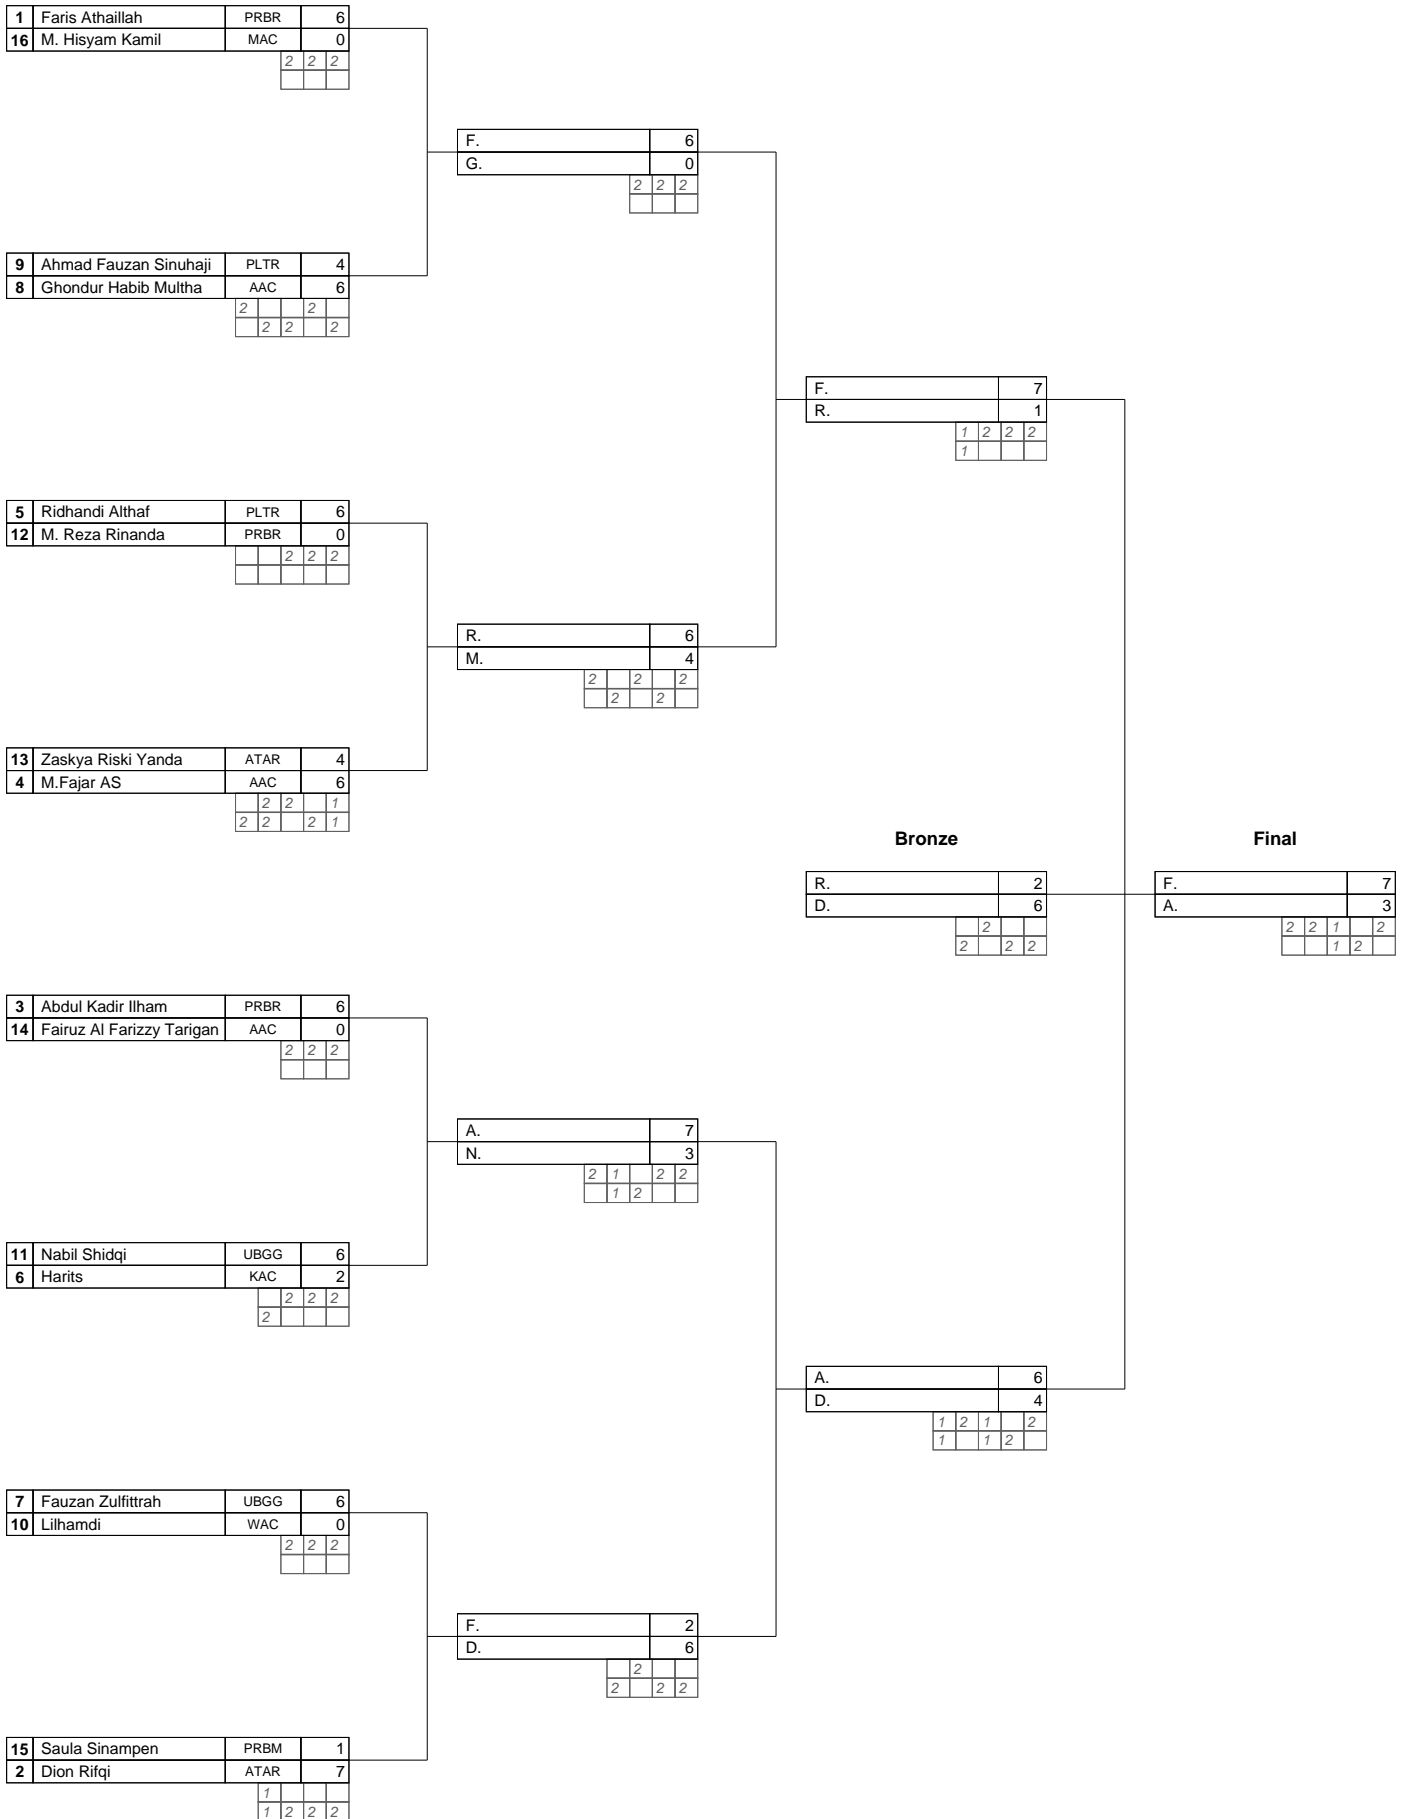 1 Faris Athaillah PRBR 6
16 M. Hisyam Kamil MAC 0
2 2 2
F. 6
G. 0
2 2 2
9 Ahmad Fauzan Sinuhaji PLTR 4
8 Ghondur Habib Multha AAC 6
2 2
2 2 2
F. 7
R. 1
1 2 2 2
1
5 Ridhandi Althaf PLTR 6
12 M. Reza Rinanda PRBR 0
2 2 2
R. 6
M. 4
2 2 2
2 2
13 Zaskya Riski Yanda ATAR 4
4 M.Fajar AS AAC 6
2 2 1
2 2 2 1
Bronze Final
R. 2 F. 7
D. 6 A. 3
2 2 2 1 2
2 2 2 1 2
3 Abdul Kadir Ilham PRBR 6
14 Fairuz Al Farizzy Tarigan AAC 0
2 2 2
A. 7
N. 3
2 1 2 2
1 2
11 Nabil Shidqi UBGG 6
6 Harits KAC 2
2 2 2
2
A. 6
D. 4
1 2 1 2
1 1 2
7 Fauzan Zulfittrah UBGG 6
10 Lilhamdi WAC 0
2 2 2
F. 2
D. 6
2
2 2 2
15 Saula Sinampen PRBM 1
2 Dion Rifqi ATAR 7
1
1 2 2 2